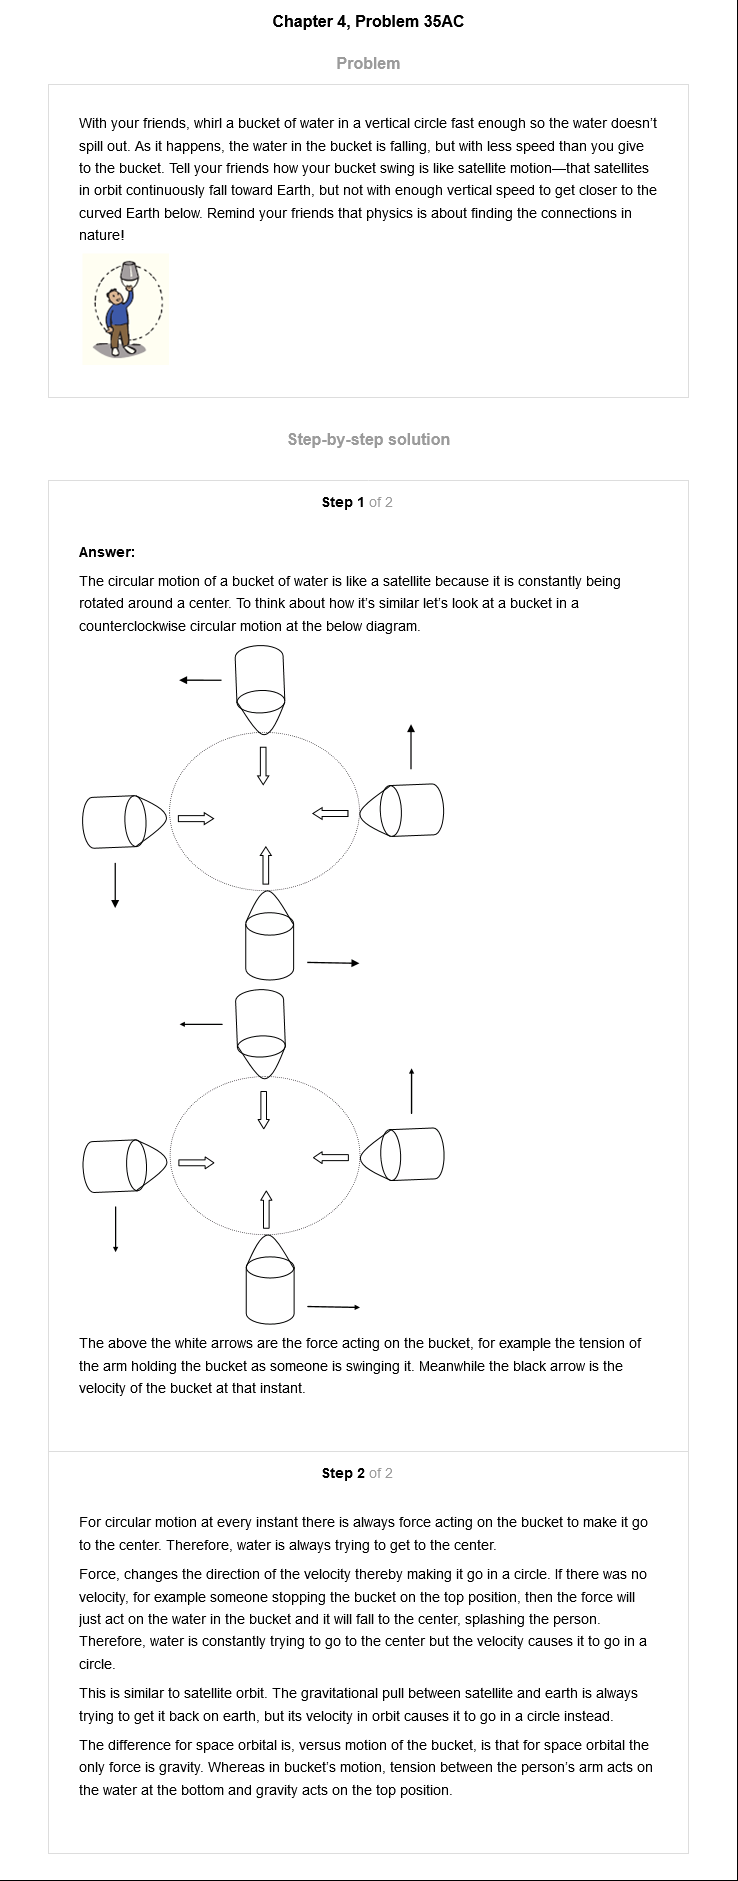 Chapter 4, Problem 35AC
Problem
With your friends, whirl a bucket of water in a vertical circle fast enough so the water doesn’t
spill out. As it happens, the water in the bucket is falling, but with less speed than you give
to the bucket. Tell your friends how your bucket swing is like satellite motion—that satellites
in orbit continuously fall toward Earth, but not with enough vertical speed to get closer to the
curved Earth below. Remind your friends that physics is about finding the connections in
nature!
Step-by-step solution
Step 1 of 2
Answer:
The circular motion of a bucket of water is like a satellite because it is constantly being
rotated around a center. To think about how it’s similar let’s look at a bucket in a
counterclockwise circular motion at the below diagram.
The above the white arrows are the force acting on the bucket, for example the tension of
the arm holding the bucket as someone is swinging it. Meanwhile the black arrow is the
velocity of the bucket at that instant.
Step 2 of 2
For circular motion at every instant there is always force acting on the bucket to make it go
to the center. Therefore, water is always trying to get to the center.
Force, changes the direction of the velocity thereby making it go in a circle. If there was no
velocity, for example someone stopping the bucket on the top position, then the force will
just act on the water in the bucket and it will fall to the center, splashing the person.
Therefore, water is constantly trying to go to the center but the velocity causes it to go in a
circle.
This is similar to satellite orbit. The gravitational pull between satellite and earth is always
trying to get it back on earth, but its velocity in orbit causes it to go in a circle instead.
The difference for space orbital is, versus motion of the bucket, is that for space orbital the
only force is gravity. Whereas in bucket’s motion, tension between the person’s arm acts on
the water at the bottom and gravity acts on the top position.